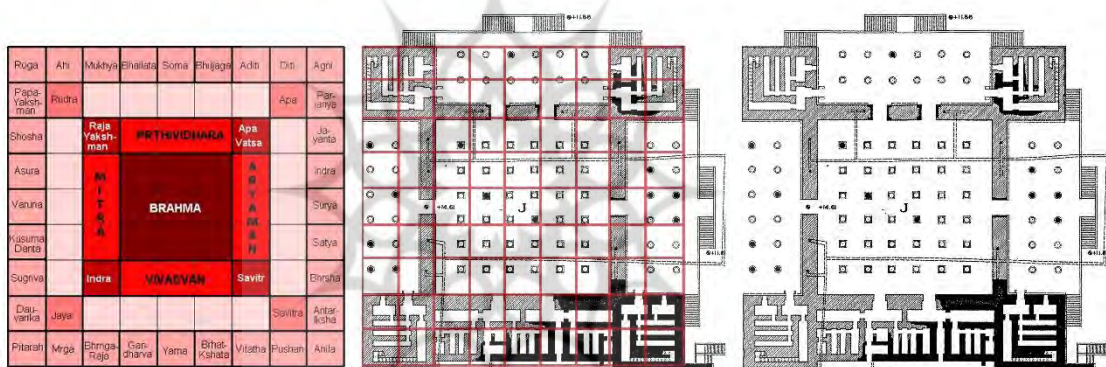 Roga Ahi Mukhya Bhallata Soma Bhujaga Aditi Diti Agni
Papa-
Yaksh-
man
Rudra
Apa
Par-
janya
Shosha
Raja
Yaksh-
man
PRTHIVIDHARA
Apa
Vatsa
Ja-
yanta
Asura
Indra
MITRA
BRAHMA
ARYAMAN
Varuna
Surya
Kusuma
Danta
Satya
Sugriva
Indra
VIVASVAN
Savitr
Bhrsha
Dau-
varika
Jaya
Savitra
Antar-
iksha
Pitarah
Mrga
Bhrnga-
Raja
Gan-
dharva
Yama
Brhat-
Kshata
Vitatha
Pushan
Anila
J
J